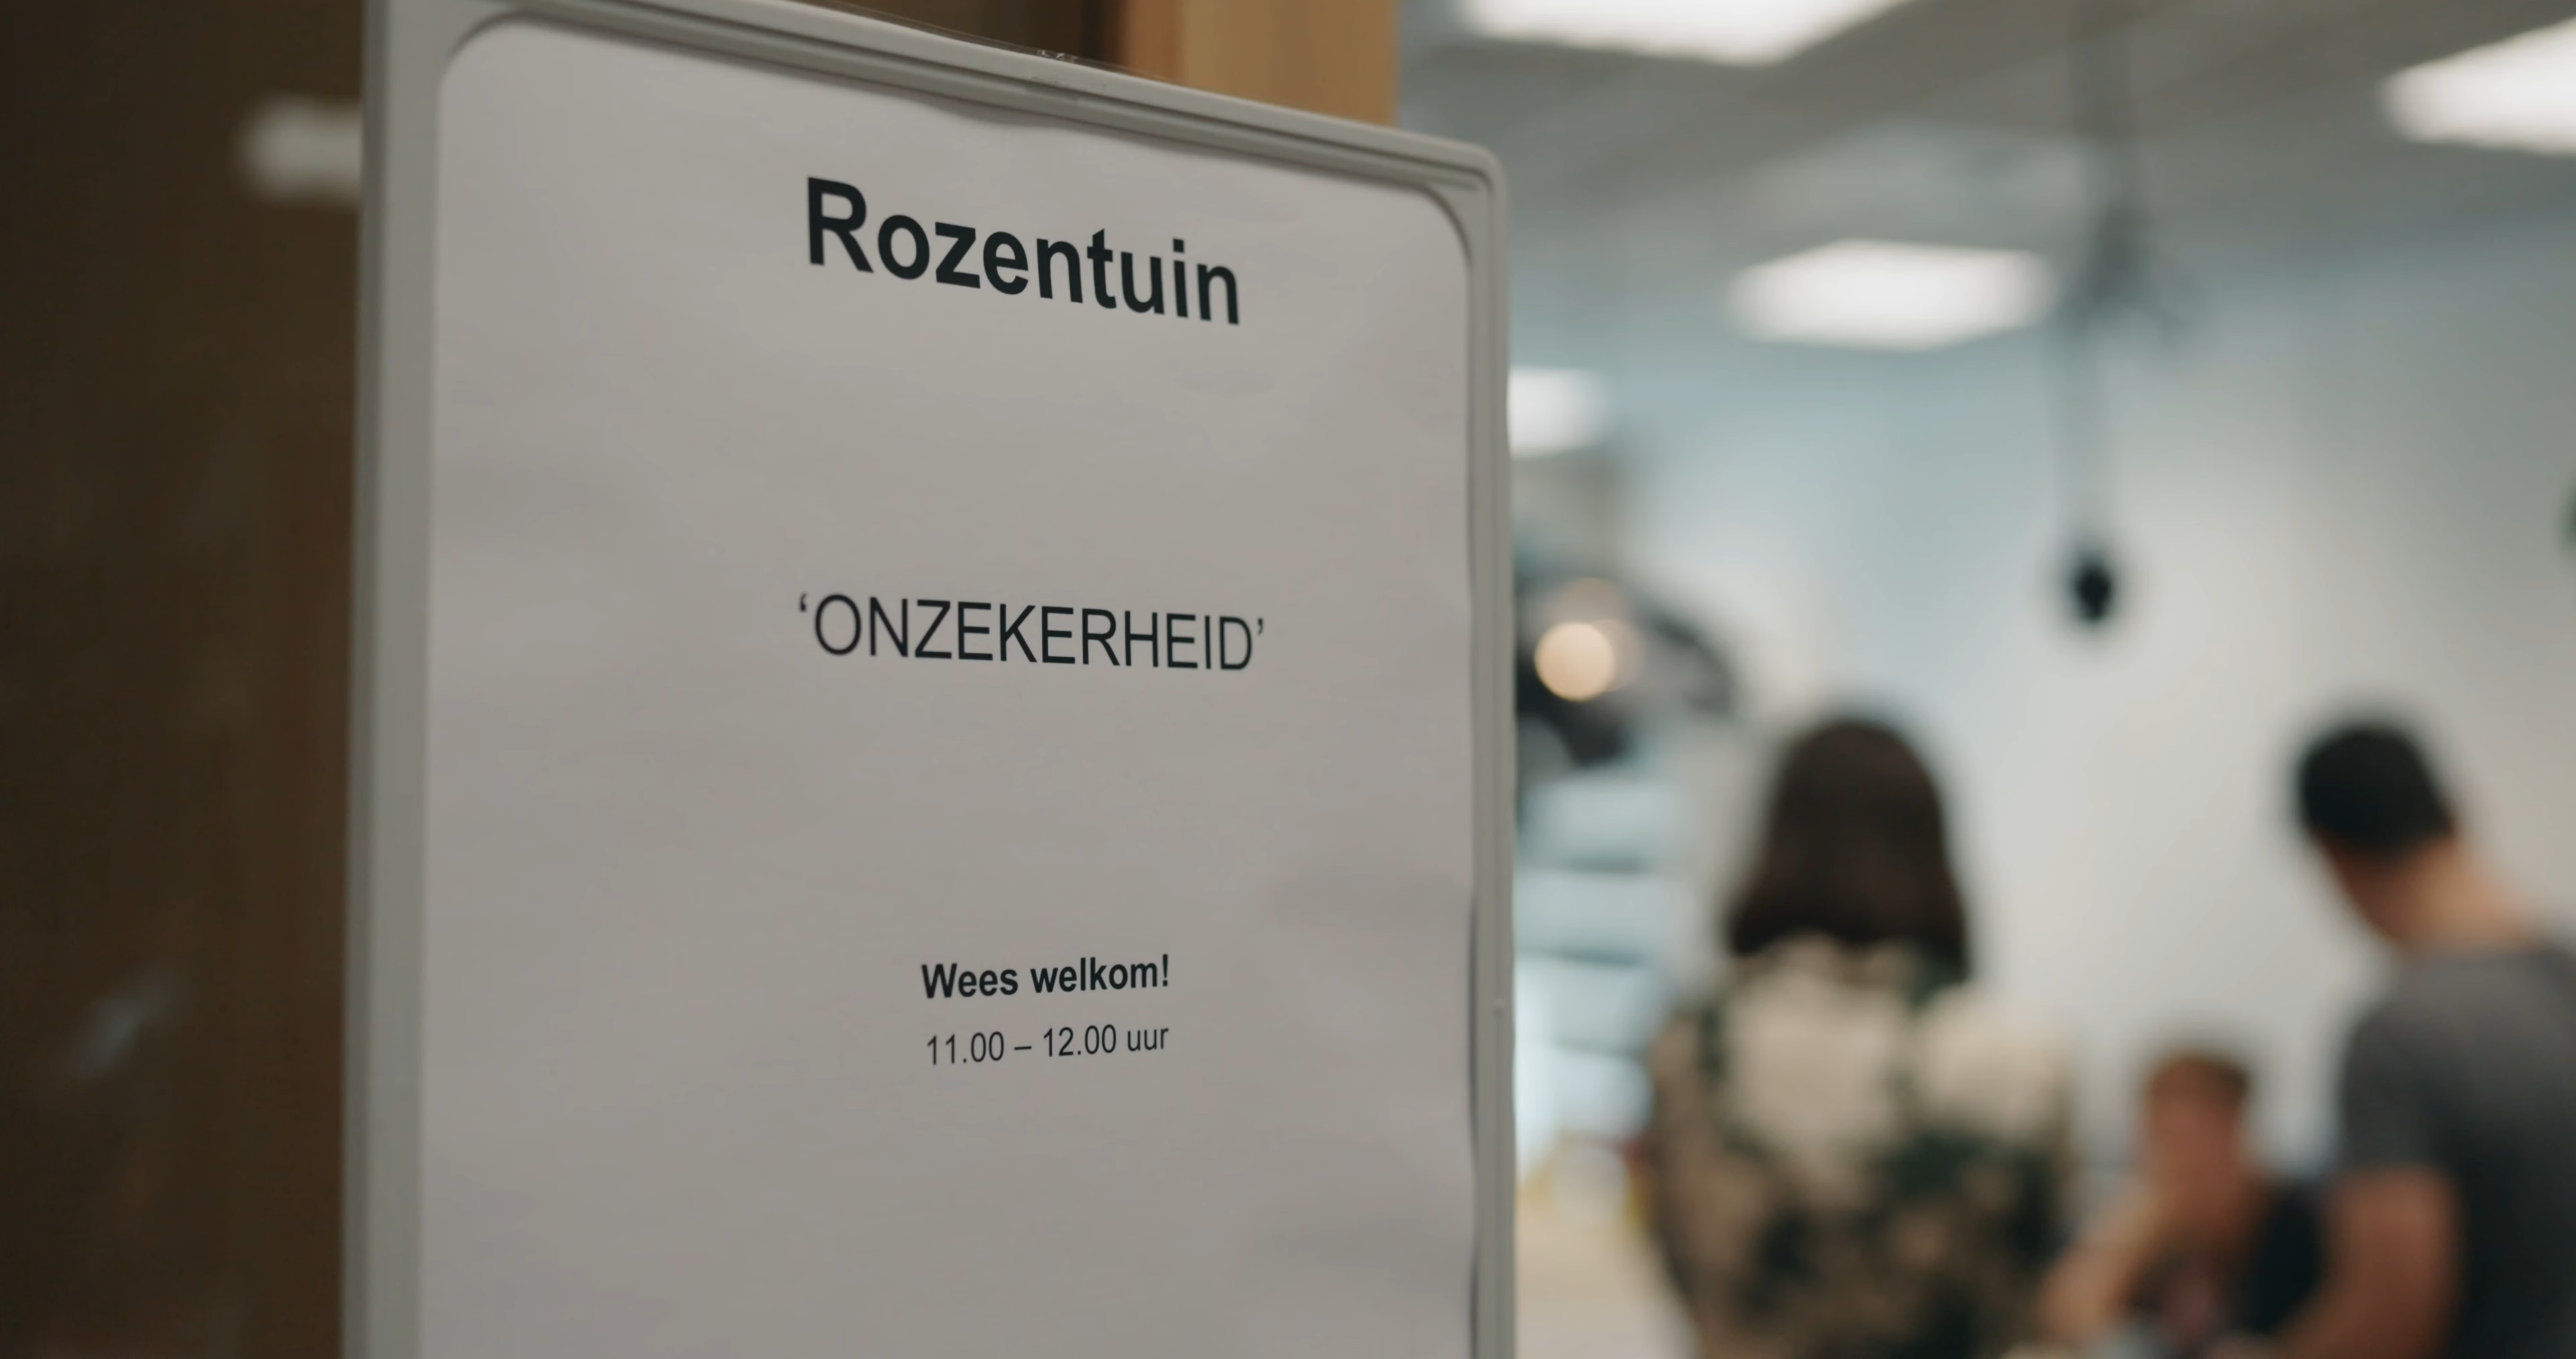 Rozentuin
‘ONZEKERHEID’
Wees welkom!
11.00 – 12.00 uur